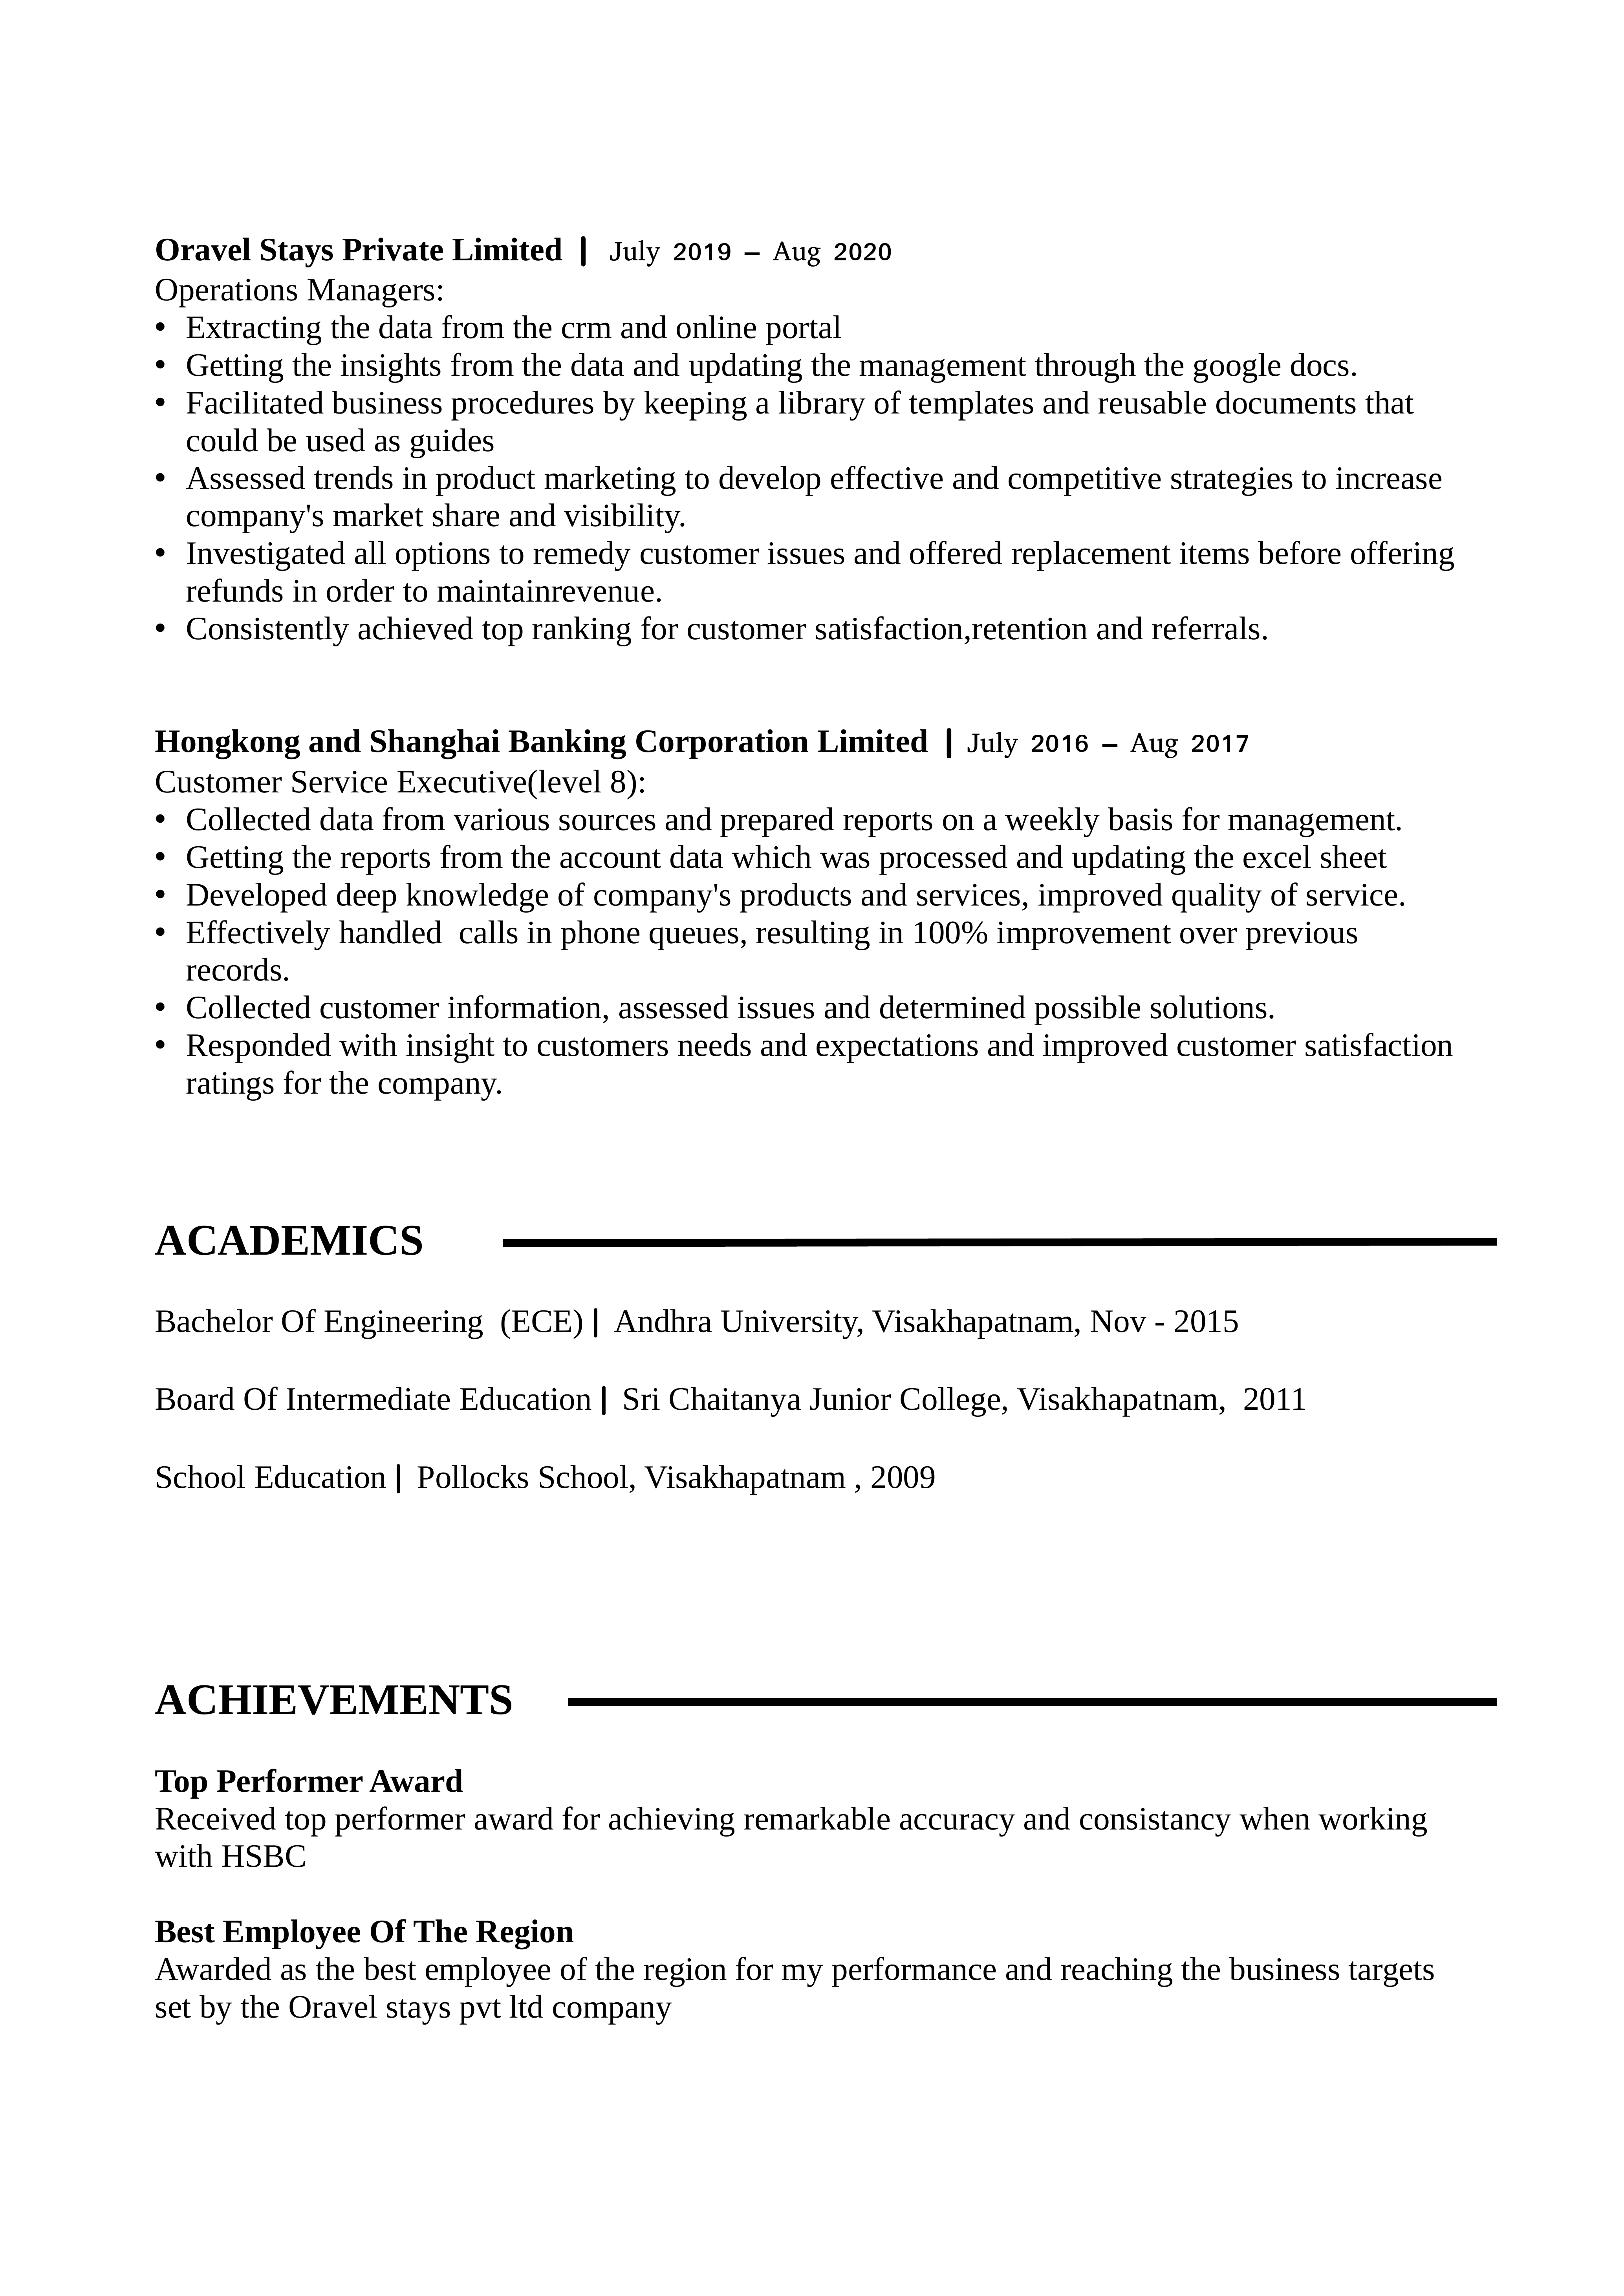 Oravel Stays Private Limited | July 2019 – Aug 2020
Operations Managers:
• Extracting the data from the crm and online portal
• Getting the insights from the data and updating the management through the google docs.
• Facilitated business procedures by keeping a library of templates and reusable documents that
could be used as guides
• Assessed trends in product marketing to develop effective and competitive strategies to increase
company's market share and visibility.
• Investigated all options to remedy customer issues and offered replacement items before offering
refunds in order to maintainrevenue.
• Consistently achieved top ranking for customer satisfaction,retention and referrals.
Hongkong and Shanghai Banking Corporation Limited | July 2016 – Aug 2017
Customer Service Executive(level 8):
• Collected data from various sources and prepared reports on a weekly basis for management.
• Getting the reports from the account data which was processed and updating the excel sheet
• Developed deep knowledge of company's products and services, improved quality of service.
• Effectively handled  calls in phone queues, resulting in 100% improvement over previous
records.
• Collected customer information, assessed issues and determined possible solutions.
• Responded with insight to customers needs and expectations and improved customer satisfaction
ratings for the company.
ACADEMICS
Bachelor Of Engineering  (ECE) | Andhra University, Visakhapatnam, Nov - 2015
Board Of Intermediate Education | Sri Chaitanya Junior College, Visakhapatnam,  2011
School Education | Pollocks School, Visakhapatnam , 2009
ACHIEVEMENTS
Top Performer Award
Received top performer award for achieving remarkable accuracy and consistancy when working
with HSBC
Best Employee Of The Region
Awarded as the best employee of the region for my performance and reaching the business targets
set by the Oravel stays pvt ltd company